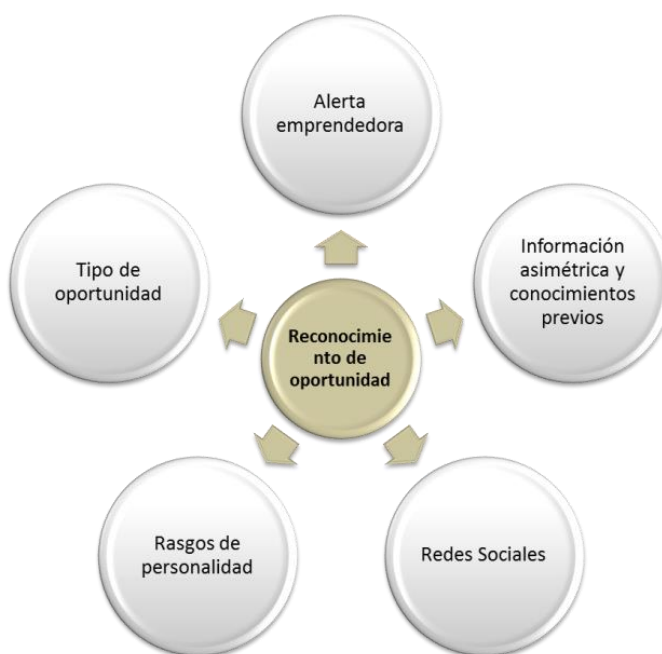 Alerta
emprendedora
Tipo de
oportunidad
Información
asimétrica y
conocimientos
previos
Reconocimie
nto de
oportunidad
Rasgos de
personalidad
Redes Sociales